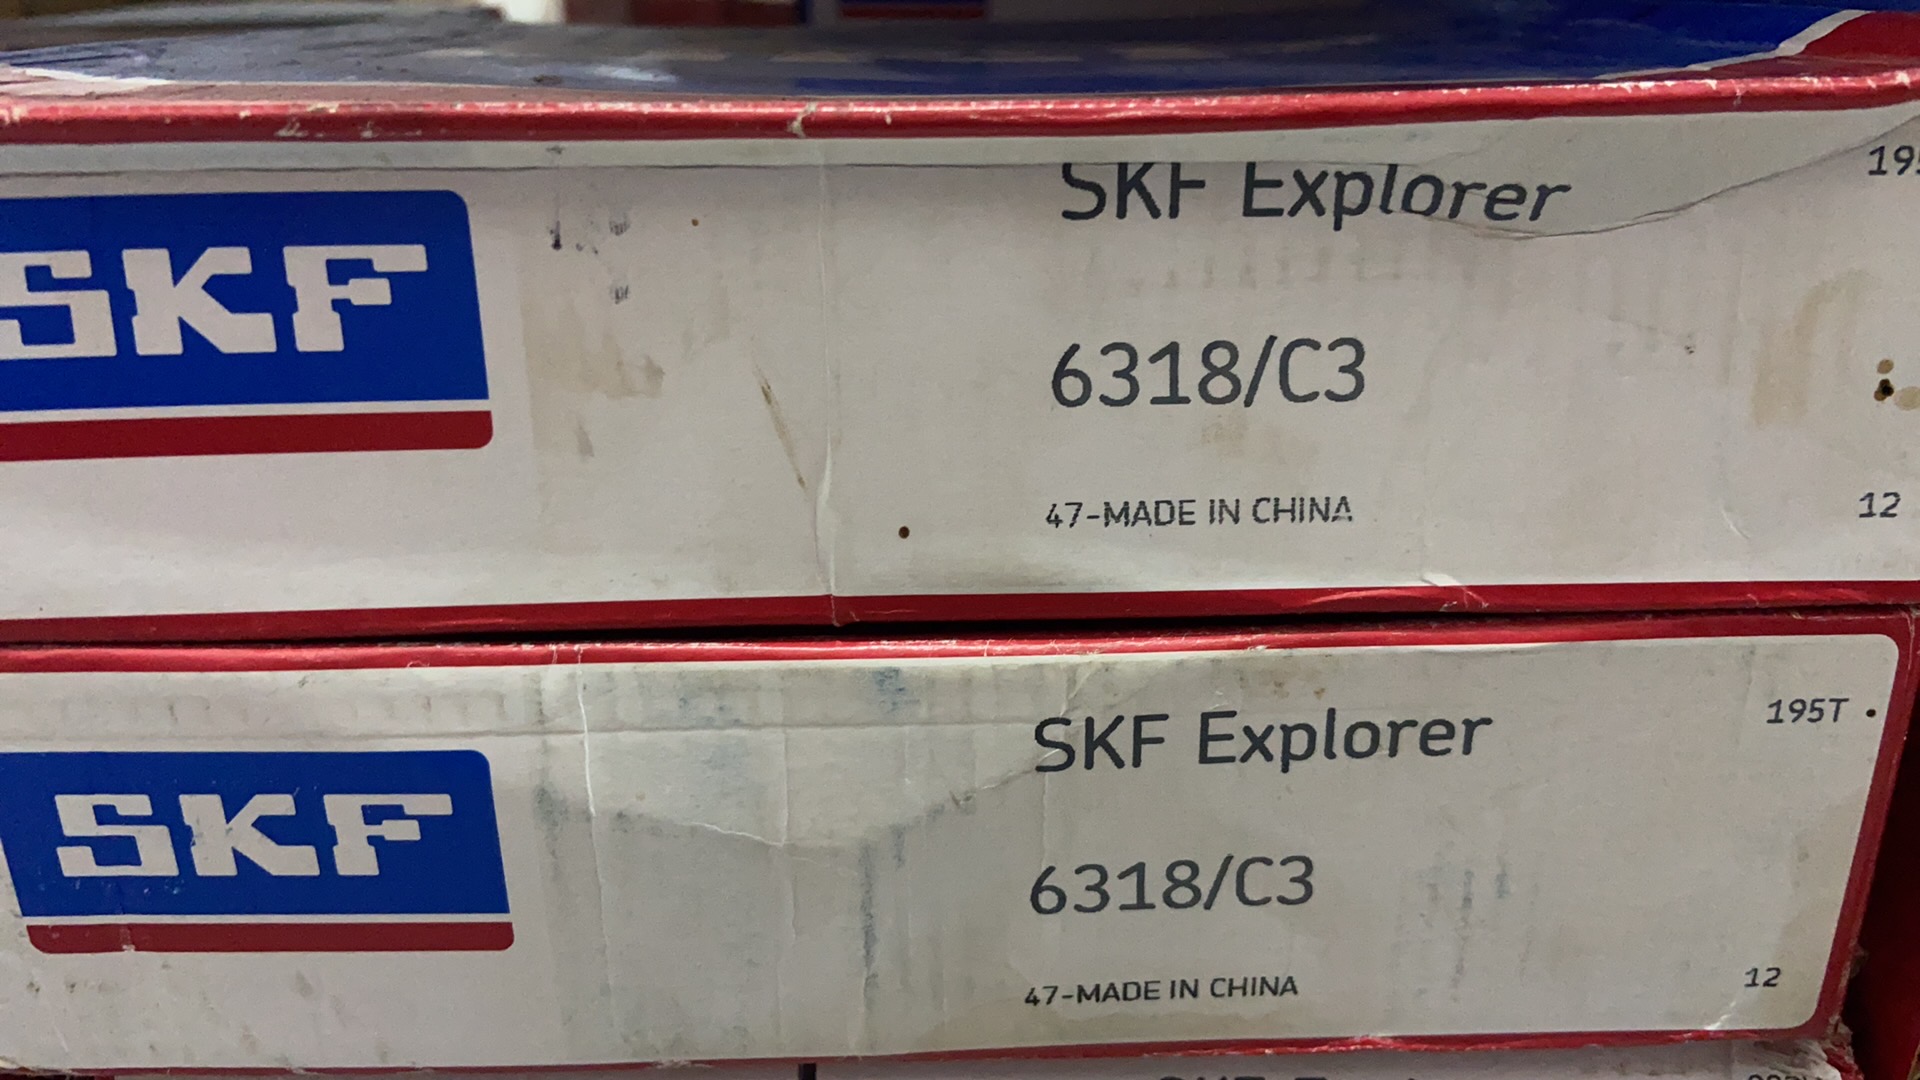 SKF
SKF Explorer
6318/C3
47-MADE IN CHINA
12
SKF
SKF Explorer
195T
6318/C3
47-MADE IN CHINA
12